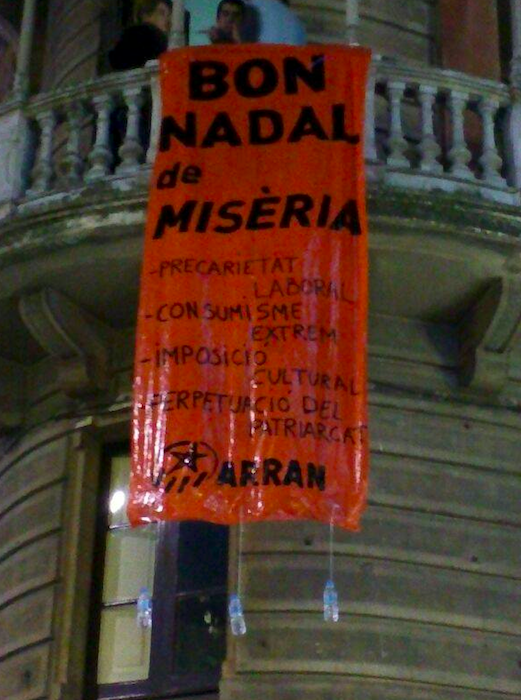 BON
NADAL
de
MISÈRIA
-PRECARIETAT
LABORAL
-CONSUMISME
EXTREM
-IMPOSICIÓ
CULTURAL
-PERPETUACIÓ DEL
PATRIARCAT
ARRAN